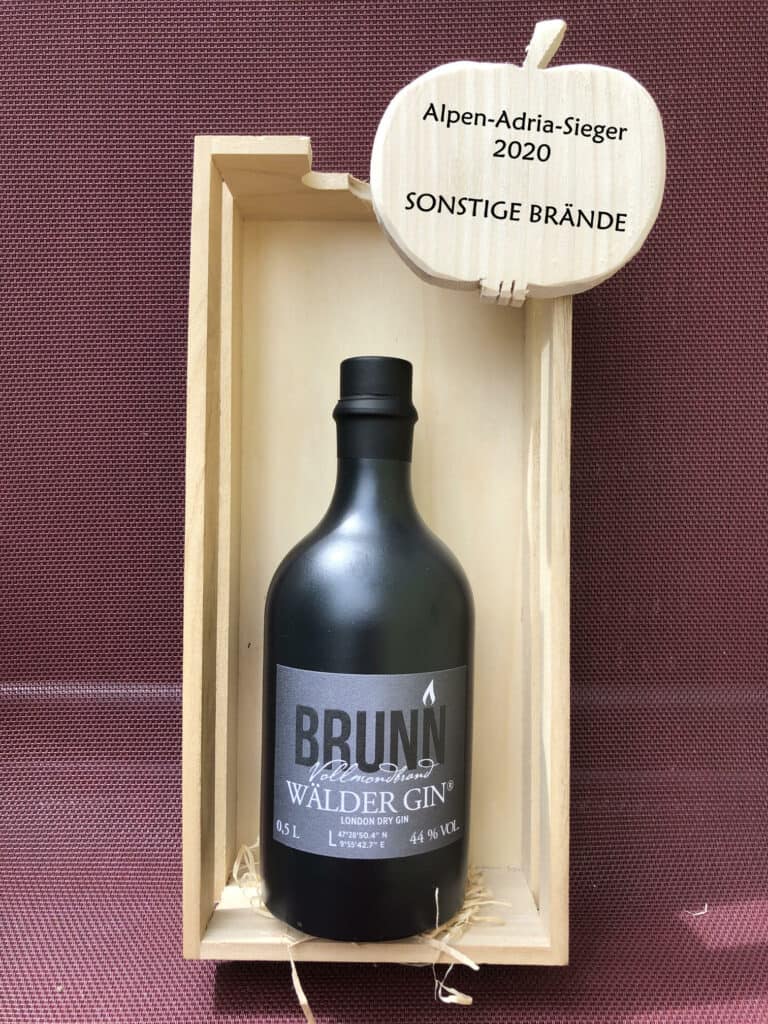 Alpen-Adria-Sieger
2020
SONSTIGE BRÄNDE
BRUNN
Vollmondbrand
WÄLDER GIN®
LONDON DRY GIN
0,5 L
L 47°28'50.4" N
9°55'42.7" E
44 % VOL.